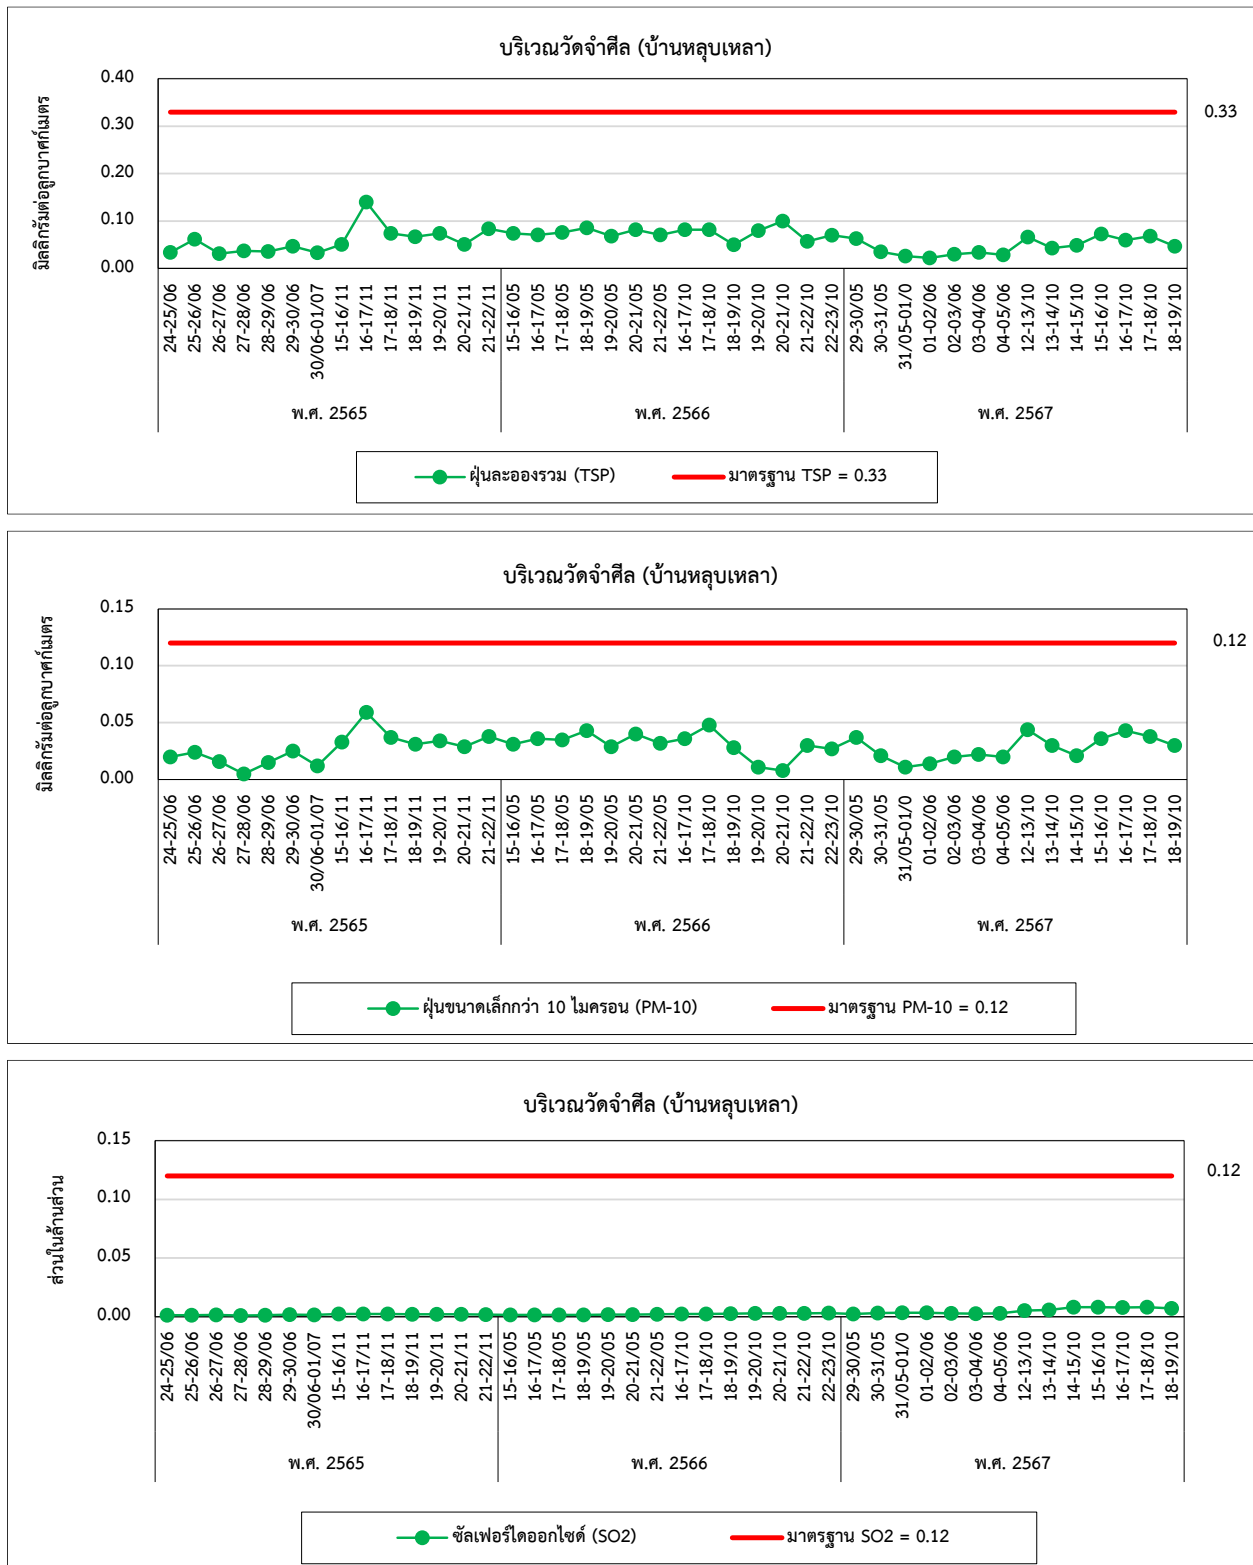 บริเวณวัดจำศีล (บ้านหลุบเหลา)
มิลลิกรัมต่อลูกบาศก์เมตร
0.40
0.30
0.20
0.10
0.00
0.33
24-25/06 25-26/06 26-27/06 27-28/06 28-29/06 29-30/06 30/06-01/07 15-16/11 16-17/11 17-18/11 18-19/11 19-20/11 20-21/11 21-22/11 15-16/05 16-17/05 17-18/05 18-19/05 19-20/05 20-21/05 21-22/05 16-17/10 17-18/10 18-19/10 19-20/10 20-21/10 21-22/10 22-23/10 29-30/05 30-31/05 31/05-01/0 01-02/06 02-03/06 03-04/06 04-05/06 12-13/10 13-14/10 14-15/10 15-16/10 16-17/10 17-18/10 18-19/10
พ.ศ. 2565 พ.ศ. 2566 พ.ศ. 2567
ฝุ่นละอองรวม (TSP) มาตรฐาน TSP = 0.33
บริเวณวัดจำศีล (บ้านหลุบเหลา)
มิลลิกรัมต่อลูกบาศก์เมตร
0.15
0.10
0.05
0.00
0.12
24-25/06 25-26/06 26-27/06 27-28/06 28-29/06 29-30/06 30/06-01/07 15-16/11 16-17/11 17-18/11 18-19/11 19-20/11 20-21/11 21-22/11 15-16/05 16-17/05 17-18/05 18-19/05 19-20/05 20-21/05 21-22/05 16-17/10 17-18/10 18-19/10 19-20/10 20-21/10 21-22/10 22-23/10 29-30/05 30-31/05 31/05-01/0 01-02/06 02-03/06 03-04/06 04-05/06 12-13/10 13-14/10 14-15/10 15-16/10 16-17/10 17-18/10 18-19/10
พ.ศ. 2565 พ.ศ. 2566 พ.ศ. 2567
ฝุ่นขนาดเล็กกว่า 10 ไมครอน (PM-10) มาตรฐาน PM-10 = 0.12
บริเวณวัดจำศีล (บ้านหลุบเหลา)
ส่วนในล้านส่วน
0.15
0.10
0.05
0.00
0.12
24-25/06 25-26/06 26-27/06 27-28/06 28-29/06 29-30/06 30/06-01/07 15-16/11 16-17/11 17-18/11 18-19/11 19-20/11 20-21/11 21-22/11 15-16/05 16-17/05 17-18/05 18-19/05 19-20/05 20-21/05 21-22/05 16-17/10 17-18/10 18-19/10 19-20/10 20-21/10 21-22/10 22-23/10 29-30/05 30-31/05 31/05-01/0 01-02/06 02-03/06 03-04/06 04-05/06 12-13/10 13-14/10 14-15/10 15-16/10 16-17/10 17-18/10 18-19/10
พ.ศ. 2565 พ.ศ. 2566 พ.ศ. 2567
ซัลเฟอร์ไดออกไซด์ (SO2) มาตรฐาน SO2 = 0.12